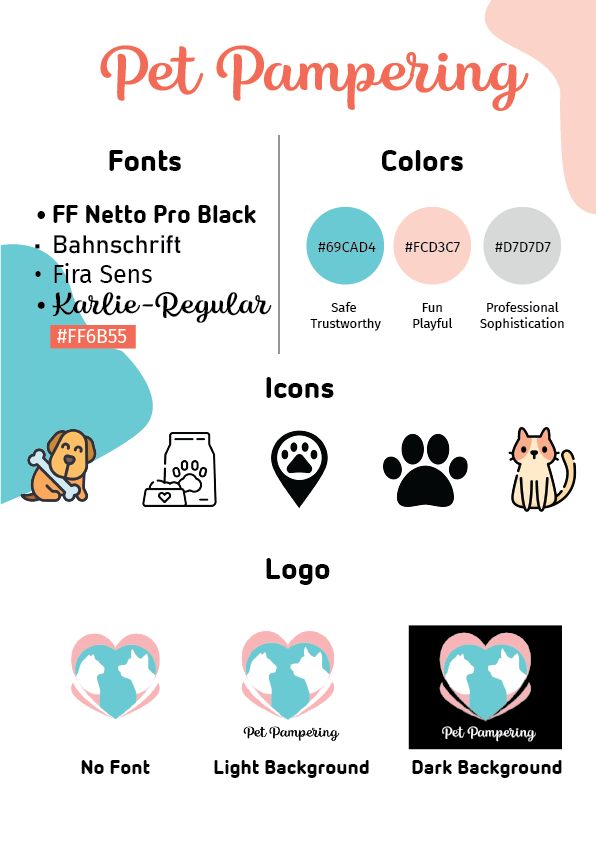 Pet Pampering
Fonts
• FF Netto Pro Black
• Bahnschrift
• Fira Sens
• Karlie-Regular
#FF6B55
Colors
#69CAD4 #FCD3C7 #D7D7D7
Safe Fun Professional
Trustworthy Playful Sophistication
Icons
Logo
Pet Pampering Pet Pampering
No Font Light Background Dark Background